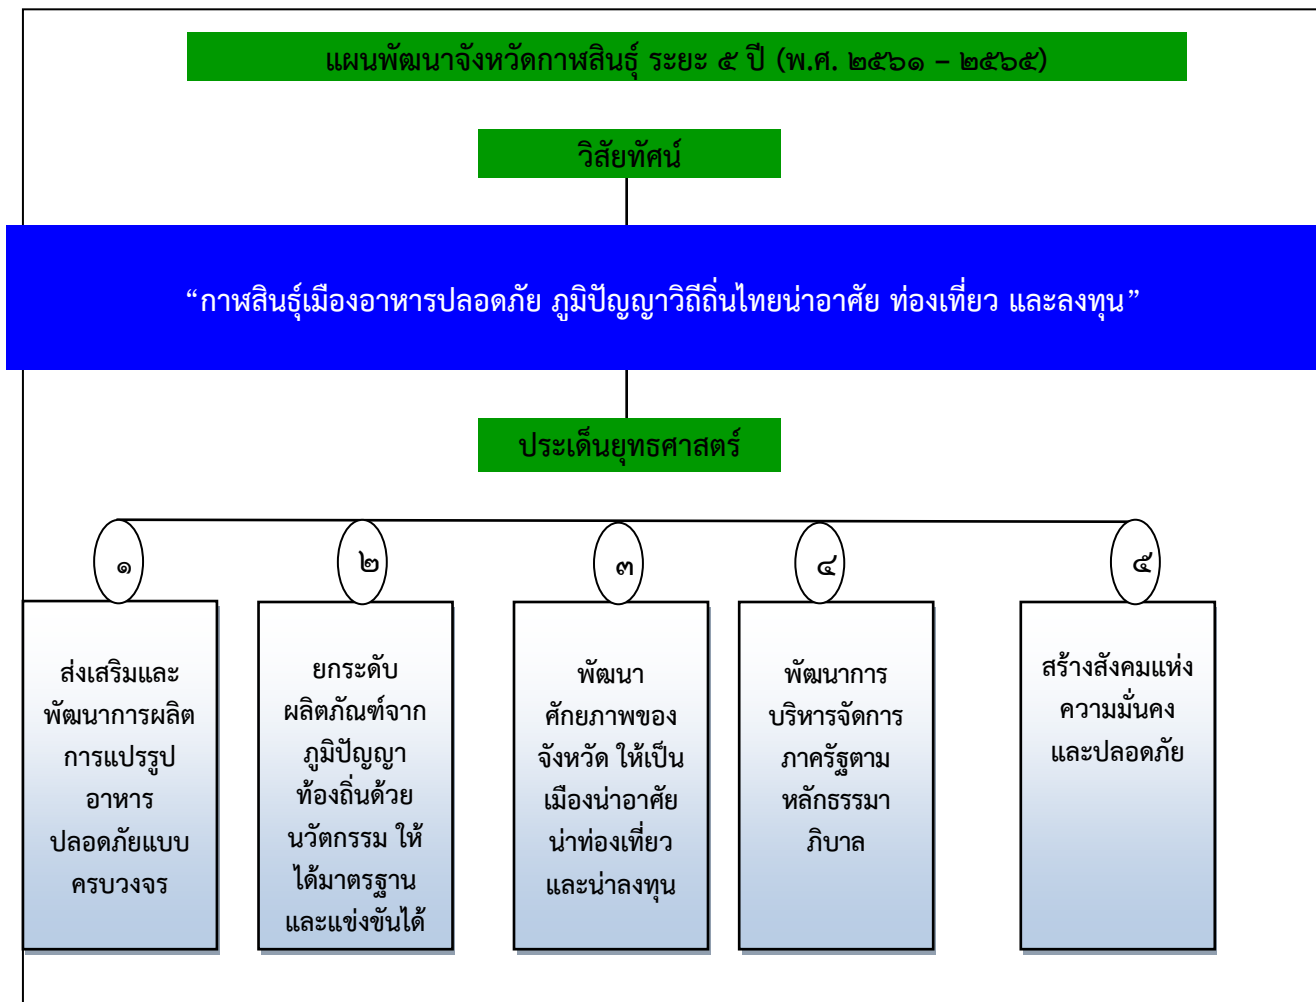 แผนพัฒนาจังหวัดกาฬสินธุ์ ระยะ ๕ ปี (พ.ศ. ๒๕๖๑ – ๒๕๖๕)
วิสัยทัศน์
“กาฬสินธุ์เมืองอาหารปลอดภัย ภูมิปัญญาวิถีถิ่นไทยน่าอาศัย ท่องเที่ยว และลงทุน”
ประเด็นยุทธศาสตร์
๑
ส่งเสริมและ
พัฒนาการผลิต
การแปรรูป
อาหาร
ปลอดภัยแบบ
ครบวงจร
๒
ยกระดับ
ผลิตภัณฑ์จาก
ภูมิปัญญา
ท้องถิ่นด้วย
นวัตกรรม ให้
ได้มาตรฐาน
และแข่งขันได้
๓
พัฒนา
ศักยภาพของ
จังหวัด ให้เป็น
เมืองน่าอาศัย
น่าท่องเที่ยว
และน่าลงทุน
๔
พัฒนาการ
บริหารจัดการ
ภาครัฐตาม
หลักธรรมา
ภิบาล
๕
สร้างสังคมแห่ง
ความมั่นคง
และปลอดภัย